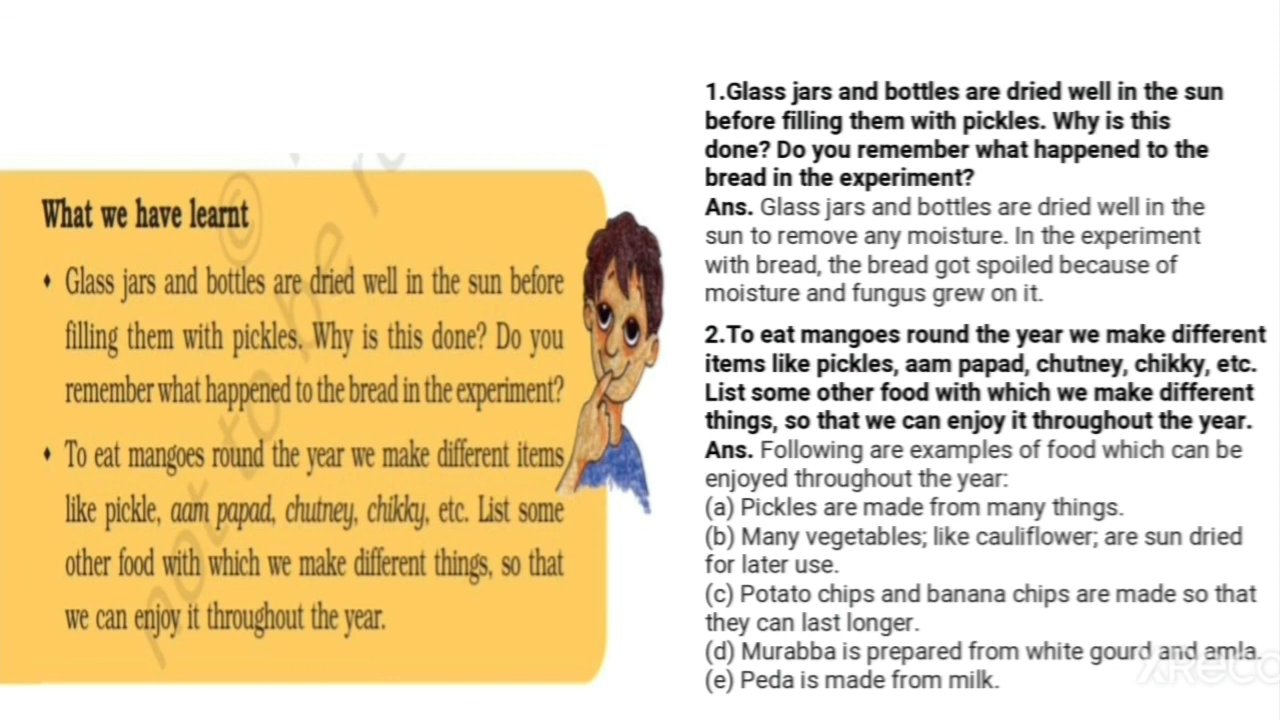 What we have learnt
♦ Glass jars and bottles are dried well in the sun before
filling them with pickles. Why is this done? Do you
remember what happened to the bread in the experiment?
♦ To eat mangoes round the year we make different items
like pickle, aam papad, chutney, chikky, etc. List some
other food with which we make different things, so that
we can enjoy it throughout the year.
1.Glass jars and bottles are dried well in the sun
before filling them with pickles. Why is this
done? Do you remember what happened to the
bread in the experiment?
Ans. Glass jars and bottles are dried well in the
sun to remove any moisture. In the experiment
with bread, the bread got spoiled because of
moisture and fungus grew on it.
2.To eat mangoes round the year we make different
items like pickles, aam papad, chutney, chikky, etc.
List some other food with which we make different
things, so that we can enjoy it throughout the year.
Ans. Following are examples of food which can be
enjoyed throughout the year:
(a) Pickles are made from many things.
(b) Many vegetables; like cauliflower; are sun dried
for later use.
(c) Potato chips and banana chips are made so that
they can last longer.
(d) Murabba is prepared from white gourd and amla.
(e) Peda is made from milk.
© not to be